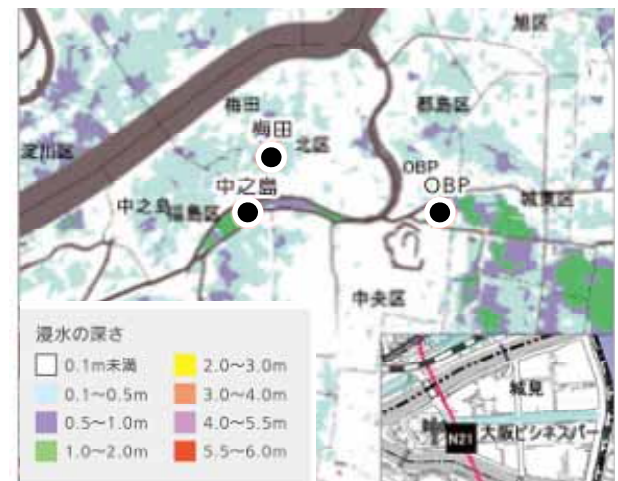 旭区
梅田
都島区
梅田
北区
淀川区
OBP
中之島
OBP
中之島
福島区
城東区
中央区
浸水の深さ
0.1m未満
2.0〜3.0m
0.1〜0.5m
3.0〜4.0m
0.5〜1.0m
4.0〜5.5m
1.0〜2.0m
5.5〜6.0m
城見
N21
大阪ビジネスパー